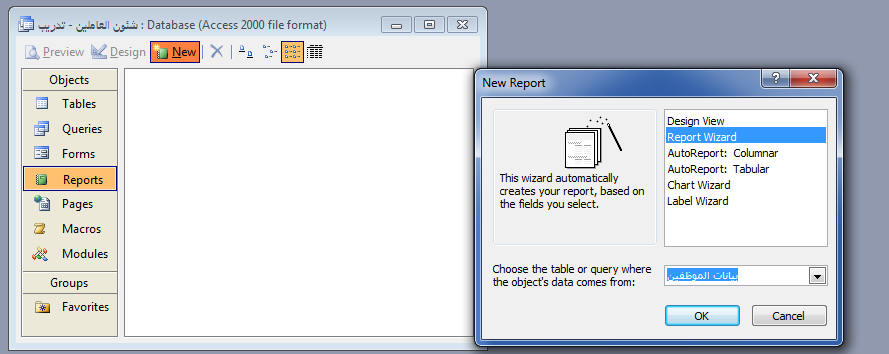 شئون العاملين - تدريب : Database (Access 2000 file format)
Preview Design New
Objects
Tables
Queries
Forms
Reports
Pages
Macros
Modules
Groups
Favorites
New Report
This wizard automatically
creates your report, based on
the fields you select.
Design View
Report Wizard
AutoReport: Columnar
AutoReport: Tabular
Chart Wizard
Label Wizard
Choose the table or query where
the object's data comes from:
بيانات الموظفين
OK Cancel